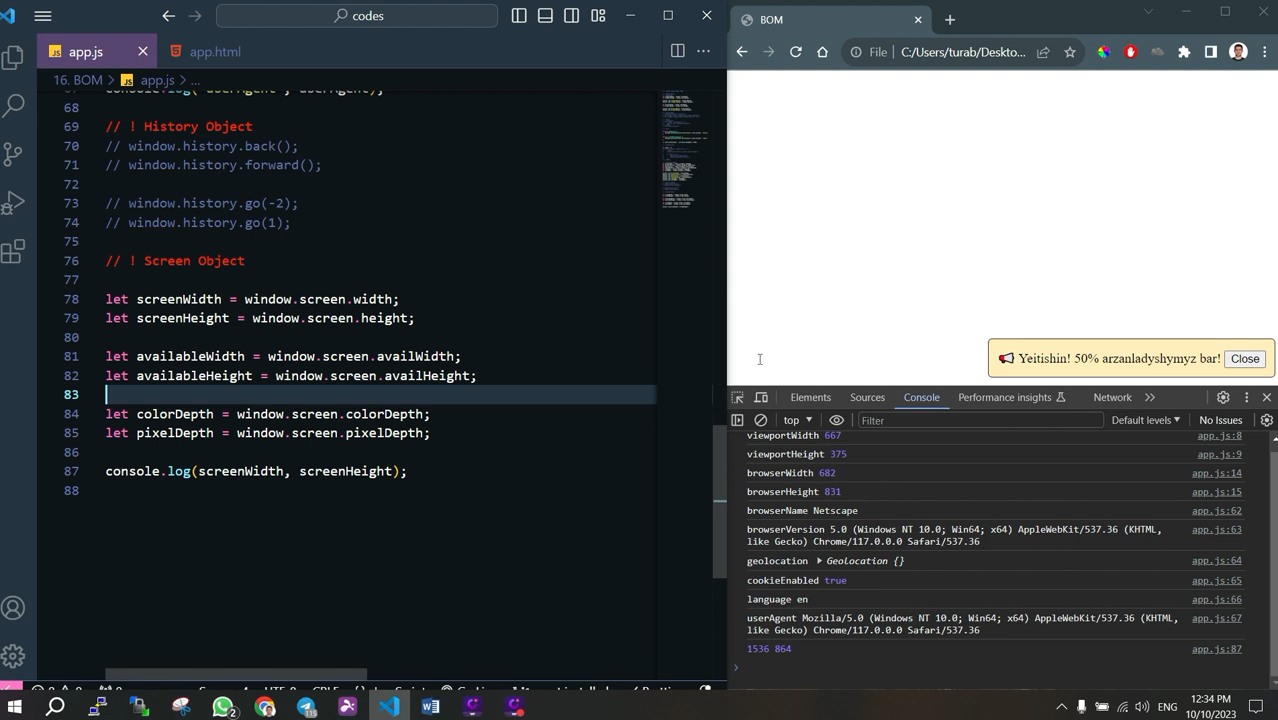 codes
app.js
app.html
16. BOM > app.js > ...
67 console.log("userAgent", userAgent);
68
69 // ! History Object
70 // window.history.back();
71 // window.history.forward();
72
73 // window.history.go(-2);
74 // window.history.go(1);
75
76 // ! Screen Object
77
78 let screenWidth = window.screen.width;
79 let screenHeight = window.screen.height;
80
81 let availableWidth = window.screen.availWidth;
82 let availableHeight = window.screen.availHeight;
83
84 let colorDepth = window.screen.colorDepth;
85 let pixelDepth = window.screen.pixelDepth;
86
87 console.log(screenWidth, screenHeight);
88
BOM
File C:/Users/turab/Deskto...
Yeitishin! 50% arzanladyshymyz bar! Close
Elements Sources Console Performance insights Network
top Filter Default levels No Issues
viewportWidth 667 app.js:8
viewportHeight 375 app.js:9
browserWidth 682 app.js:14
browserHeight 831 app.js:15
browserName Netscape app.js:62
browserVersion 5.0 (Windows NT 10.0; Win64; x64) AppleWebKit/537.36 (KHTML, app.js:63
like Gecko) Chrome/117.0.0.0 Safari/537.36
geolocation Geolocation {} app.js:64
cookieEnabled true app.js:65
language en app.js:66
userAgent Mozilla/5.0 (Windows NT 10.0; Win64; x64) AppleWebKit/537.36 (KHTML, app.js:67
like Gecko) Chrome/117.0.0.0 Safari/537.36
1536 864 app.js:87
ENG
12:34 PM
10/10/2023